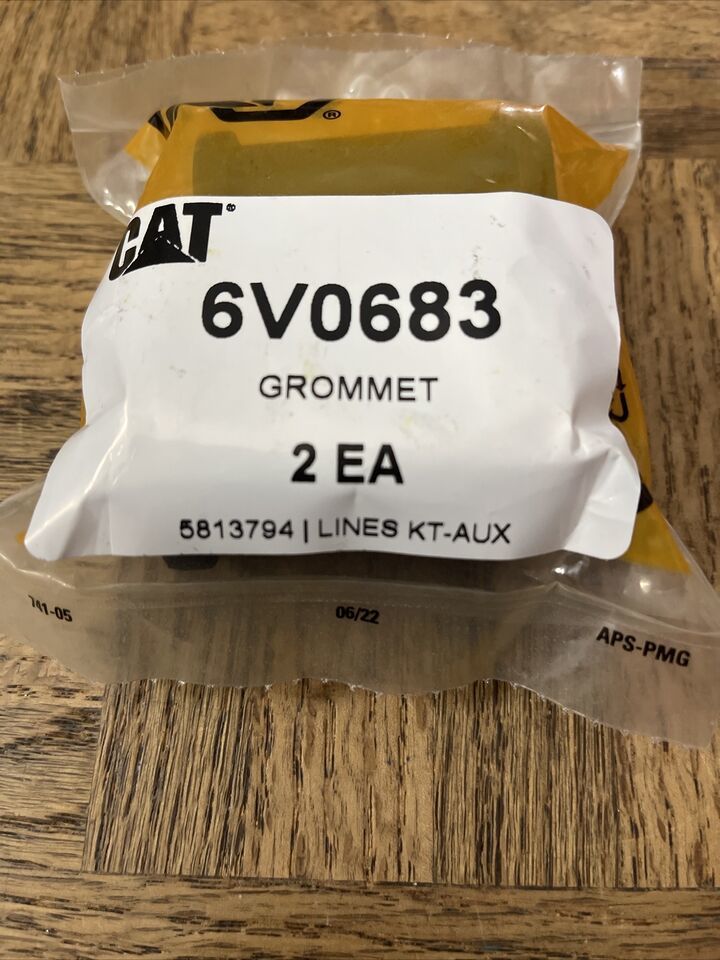 ®
CAT®
6V0683
GROMMET
2 EA
5813794 | LINES KT-AUX
741-05
06/22
APS-PMG